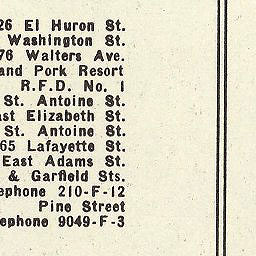 26 El Huron St.
Washington St.
76 Walters Ave.
and Pork Resort
R.F.D. No. 1
St. Antoine St.
ast Elizabeth St.
St. Antoine St.
65 Lafayette St.
East Adams St.
& Garfield Sts.
ephone 210-F-12
Pine Street
ephone 9049-F-3